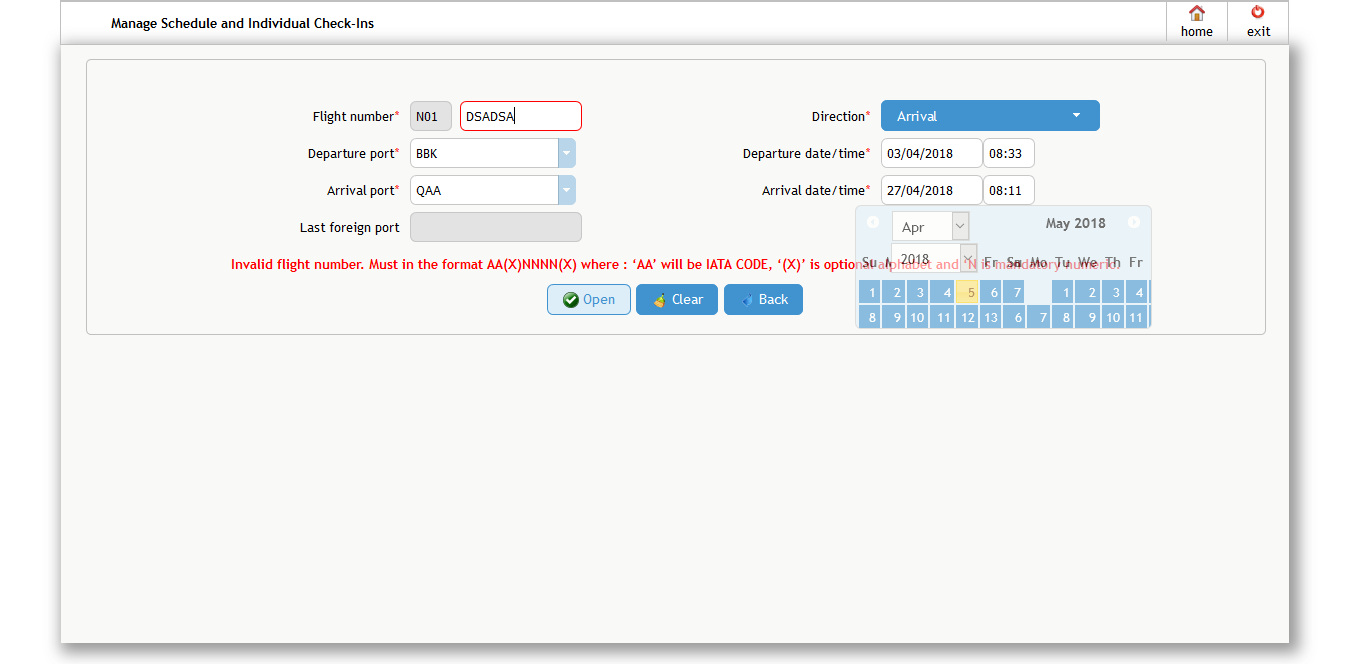 Manage Schedule and Individual Check-Ins
home
exit
Flight number*
N01
DSADSA
Direction*
Arrival
Departure port*
BBK
Departure date/time*
03/04/2018
08:33
Arrival port*
QAA
Arrival date/time*
27/04/2018
08:11
Last foreign port
Apr
May 2018
2018
Invalid flight number. Must in the format AA(X)NNNN(X) where : ‘AA’ will be IATA CODE, ‘(X)’ is optional alphabet and ‘N is mandatory numeric.
Su
Fr
Mo Tu We Th Fr
1 2 3 4 5 6 7 1 2 3 4
8 9 10 11 12 13 6 7 8 9 10 11
Open
Clear
Back